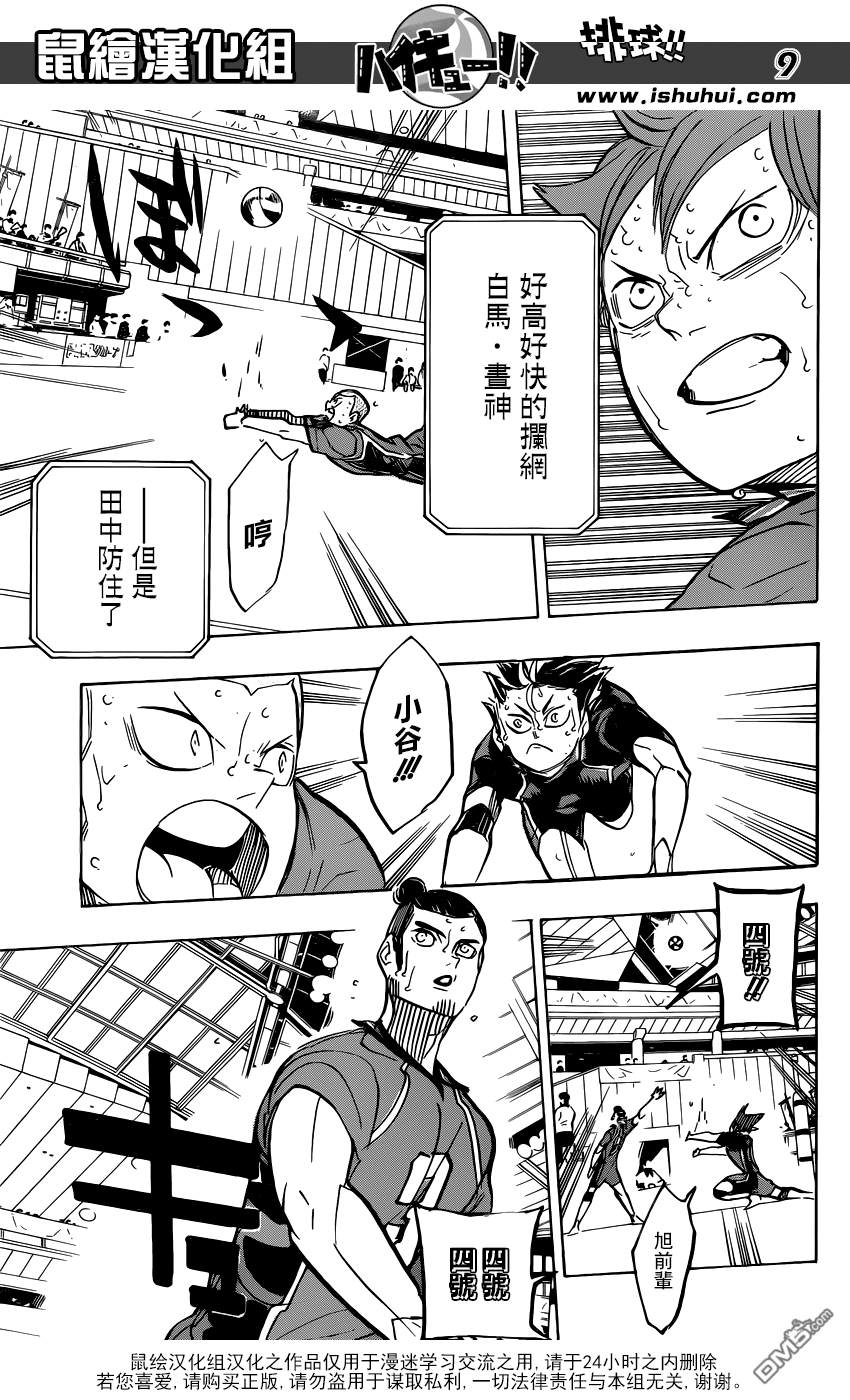 鼠繪漢化組
ハイキュー!!
排球!!
9
www.ishuhui.com
好高好快的攔網
白馬・晝神
ぼっ
哼
——但是
田中防住了
小谷!!!
四號!!
旭前輩
キ
四號
四號
鼠绘汉化组汉化之作品仅用于漫迷学习交流之用, 请于24小时之内删除
若您喜爱, 请购买正版, 请勿盗用于谋取私利, 一切法律责任与本组无关, 谢谢.
DM5.com